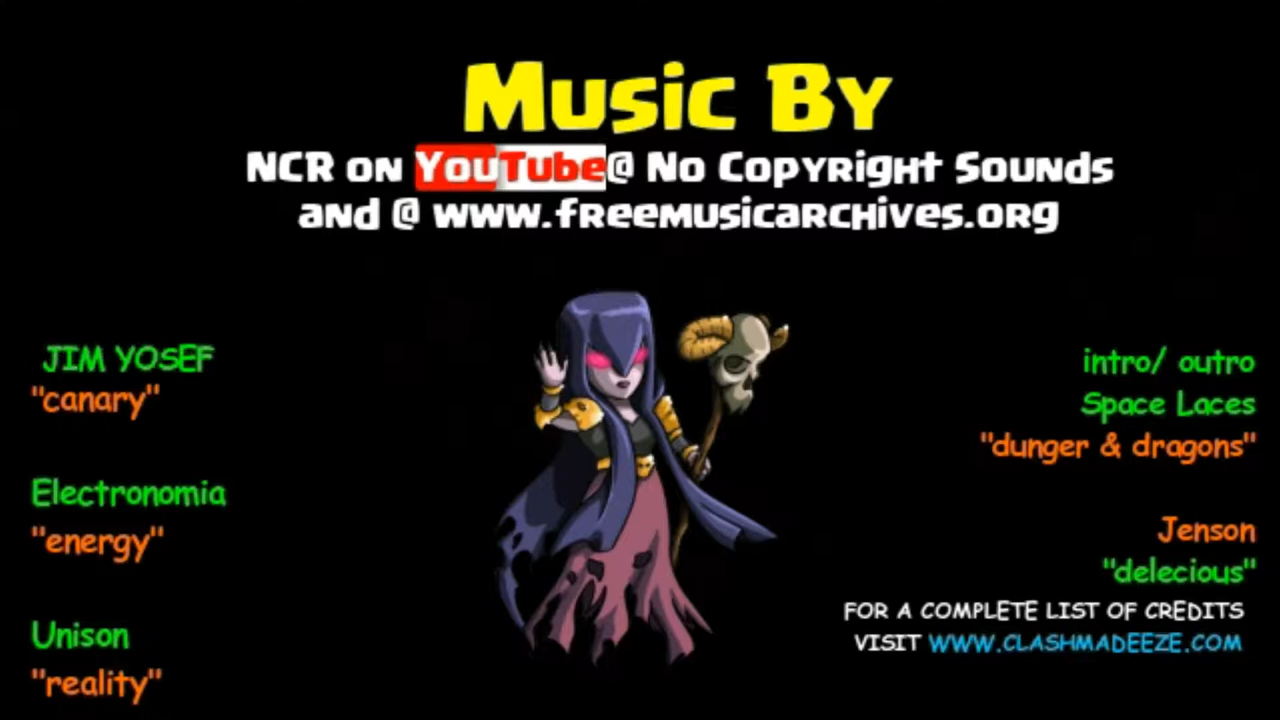 Music By
NCR on YouTube@ No Copyright Sounds
and @ www.freemusicarchives.org
JIM YOSEF
"canary"
Electronomia
"energy"
Unison
"reality"
intro/ outro
Space Laces
"dunger & dragons"
Jenson
"delecious"
FOR A COMPLETE LIST OF CREDITS
VISIT WWW.CLASHMADEEZE.COM